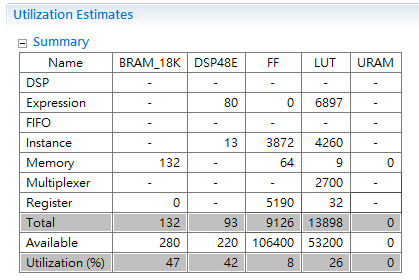 Utilization Estimates
Summary
Name BRAM_18K DSP48E FF LUT URAM
DSP - - - - -
Expression - 80 0 6897 -
FIFO - - - - -
Instance - 13 3872 4260 -
Memory 132 - 64 9 0
Multiplexer - - - 2700 -
Register 0 - 5190 32 -
Total 132 93 9126 13898 0
Available 280 220 106400 53200 0
Utilization (%) 47 42 8 26 0